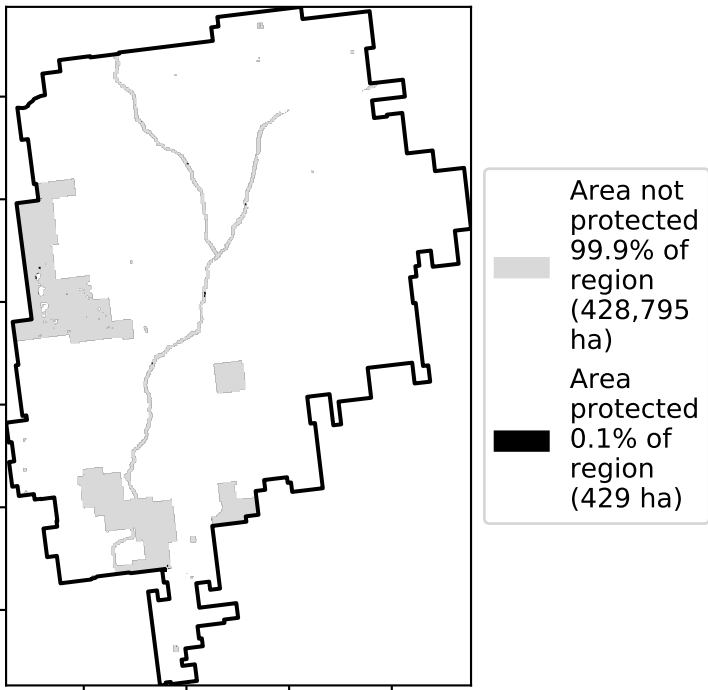 Area not
protected
99.9% of
region
(428,795
ha)
Area
protected
0.1% of
region
(429 ha)